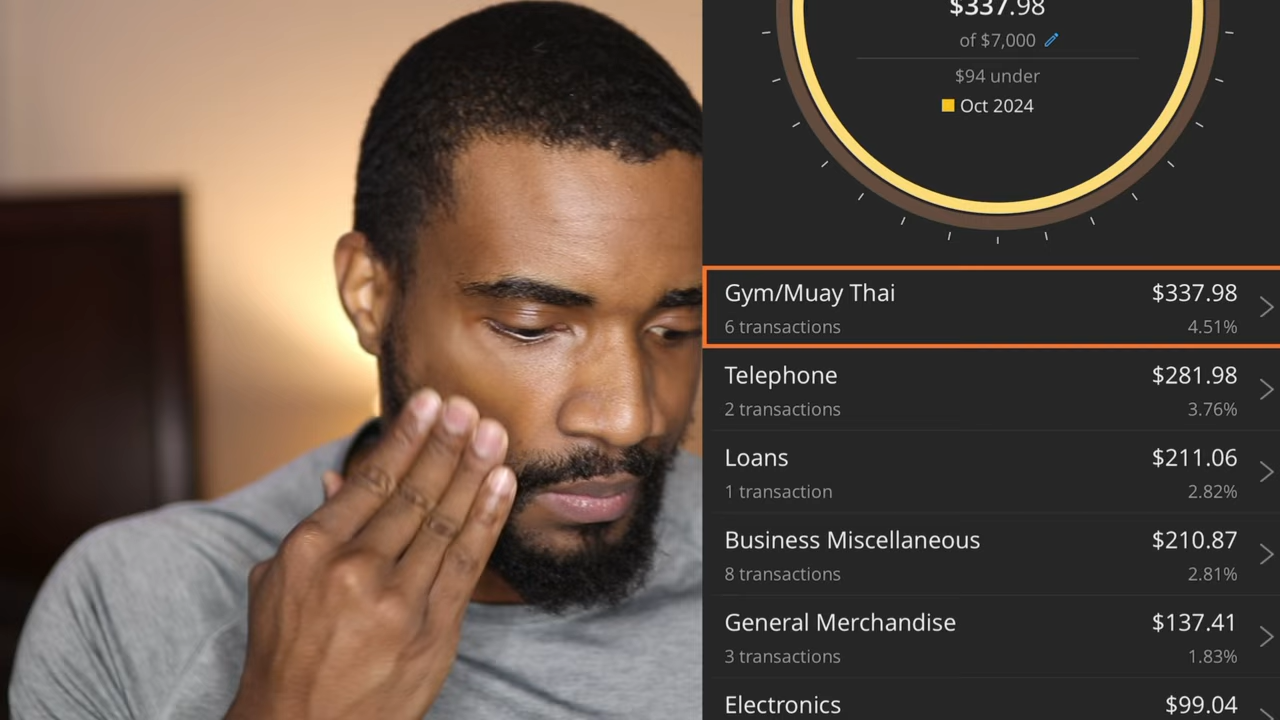 $337.98
of $7,000
$94 under
Oct 2024
Gym/Muay Thai $337.98
6 transactions 4.51%
Telephone $281.98
2 transactions 3.76%
Loans $211.06
1 transaction 2.82%
Business Miscellaneous $210.87
8 transactions 2.81%
General Merchandise $137.41
3 transactions 1.83%
Electronics $99.04